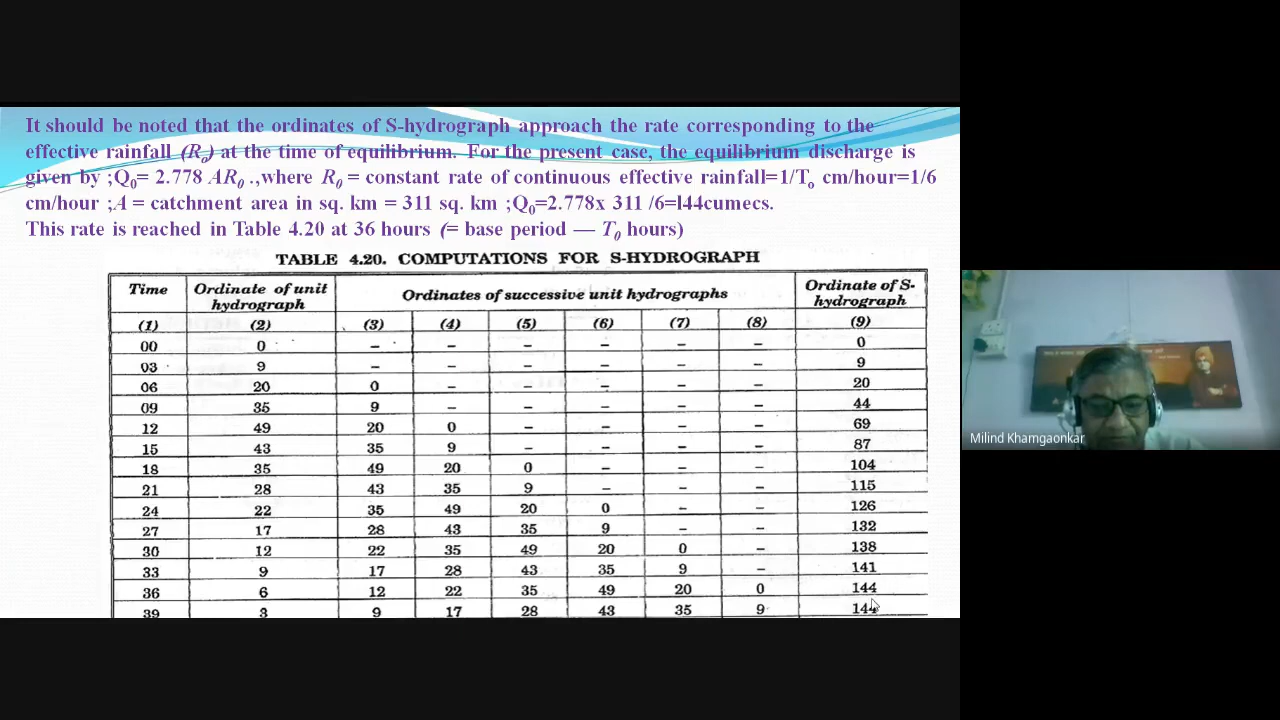 It should be noted that the ordinates of S-hydrograph approach the rate corresponding to the
effective rainfall (Ro) at the time of equilibrium. For the present case, the equilibrium discharge is
given by ;Q0= 2.778 AR0 .,where R0 = constant rate of continuous effective rainfall=1/To cm/hour=1/6
cm/hour ;A = catchment area in sq. km = 311 sq. km ;Q0=2.778x 311 /6=l44cumecs.
This rate is reached in Table 4.20 at 36 hours (= base period — T0 hours)
TABLE 4.20. COMPUTATIONS FOR S-HYDROGRAPH
Time Ordinate of unit hydrograph Ordinates of successive unit hydrographs Ordinate of S-hydrograph
(1) (2) (3) (4) (5) (6) (7) (8) (9)
00 0 – – – – – – 0
03 9 – – – – – – 9
06 20 0 – – – – – 20
09 35 9 – – – – – 44
12 49 20 0 – – – – 69
15 43 35 9 – – – – 87
18 35 49 20 0 – – – 104
21 28 43 35 9 – – – 115
24 22 35 49 20 0 – – 126
27 17 28 43 35 9 – – 132
30 12 22 35 49 20 0 – 138
33 9 17 28 43 35 9 – 141
36 6 12 22 35 49 20 0 144
39 3 9 17 28 43 35 9 144
Milind Khamgaonkar